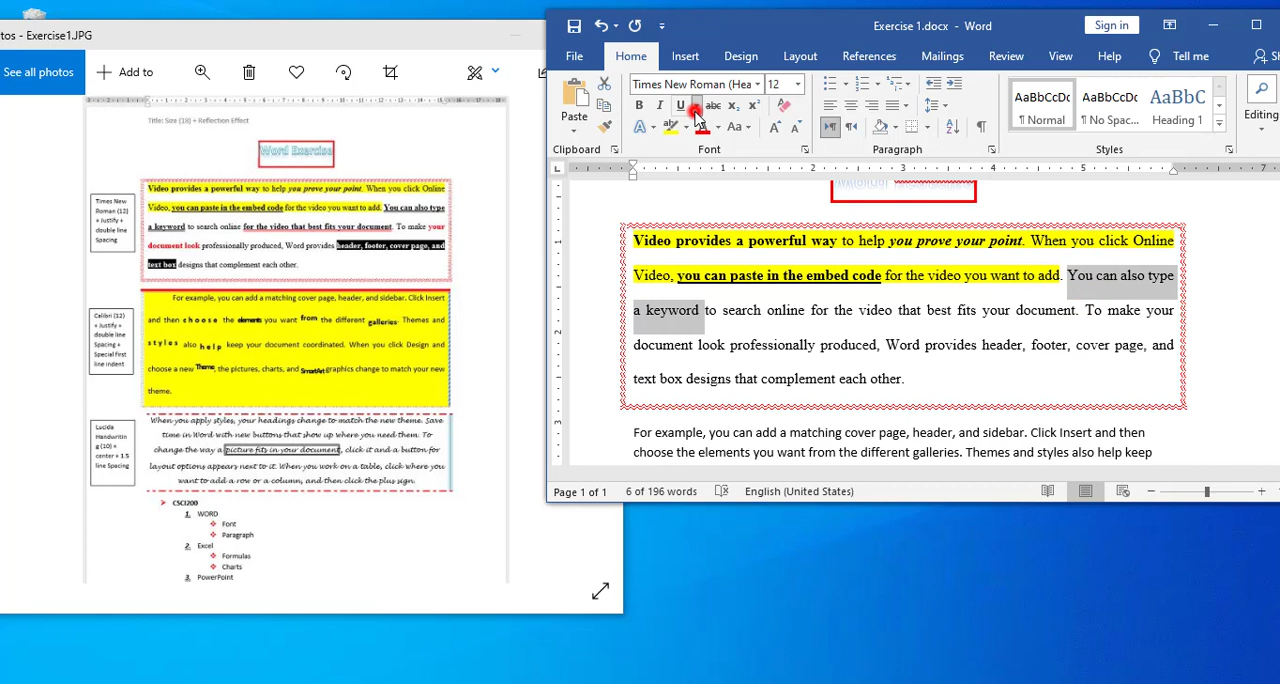 tos - Exercise1.JPG
See all photos
Add to
Title: Size (18) + Reflection Effect
Word Exercise
Times New
Roman (12)
+ Justify +
double line
Spacing
Video provides a powerful way to help you prove your point. When you click Online
Video, you can paste in the embed code for the video you want to add. You can also type
a keyword to search online for the video that best fits your document. To make your
document look professionally produced, Word provides header, footer, cover page, and
text box designs that complement each other.
Calibri (12)
+ Justify +
double line
Spacing +
Special first
line indent
For example, you can add a matching cover page, header, and sidebar. Click Insert
and then choose the elements you want from the different galleries. Themes and
styles also help keep your document coordinated. When you click Design and
choose a new Theme, the pictures, charts, and SmartArt graphics change to match your new
theme.
Lucida
Handwritin
g (10) +
center + 1.5
line Spacing
When you apply styles, your headings change to match the new theme. Save
time in Word with new buttons that show up where you need them. To
change the way a picture fits in your document, click it and a button for
layout options appears next to it. When you work on a table, click where you
want to add a row or a column, and then click the plus sign.
CSCI200
1. WORD
Font
Paragraph
2. Excel
Formulas
Charts
3. PowerPoint
Exercise 1.docx - Word
Sign in
File Home Insert Design Layout References Mailings Review View Help Tell me Sh
Paste
Clipboard
Times New Roman (Hea 12
B I U abc x₂ x²
A A Aa A A
Font
Paragraph
AaBbCcDc AaBbCcDc AaBbC
¶ Normal ¶ No Spac... Heading 1
Styles
Editing
1 2 3 4 5 7
1
2
3
Video provides a powerful way to help you prove your point. When you click Online
Video, you can paste in the embed code for the video you want to add. You can also type
a keyword to search online for the video that best fits your document. To make your
document look professionally produced, Word provides header, footer, cover page, and
text box designs that complement each other.
For example, you can add a matching cover page, header, and sidebar. Click Insert and then
choose the elements you want from the different galleries. Themes and styles also help keep
Page 1 of 1 6 of 196 words English (United States)